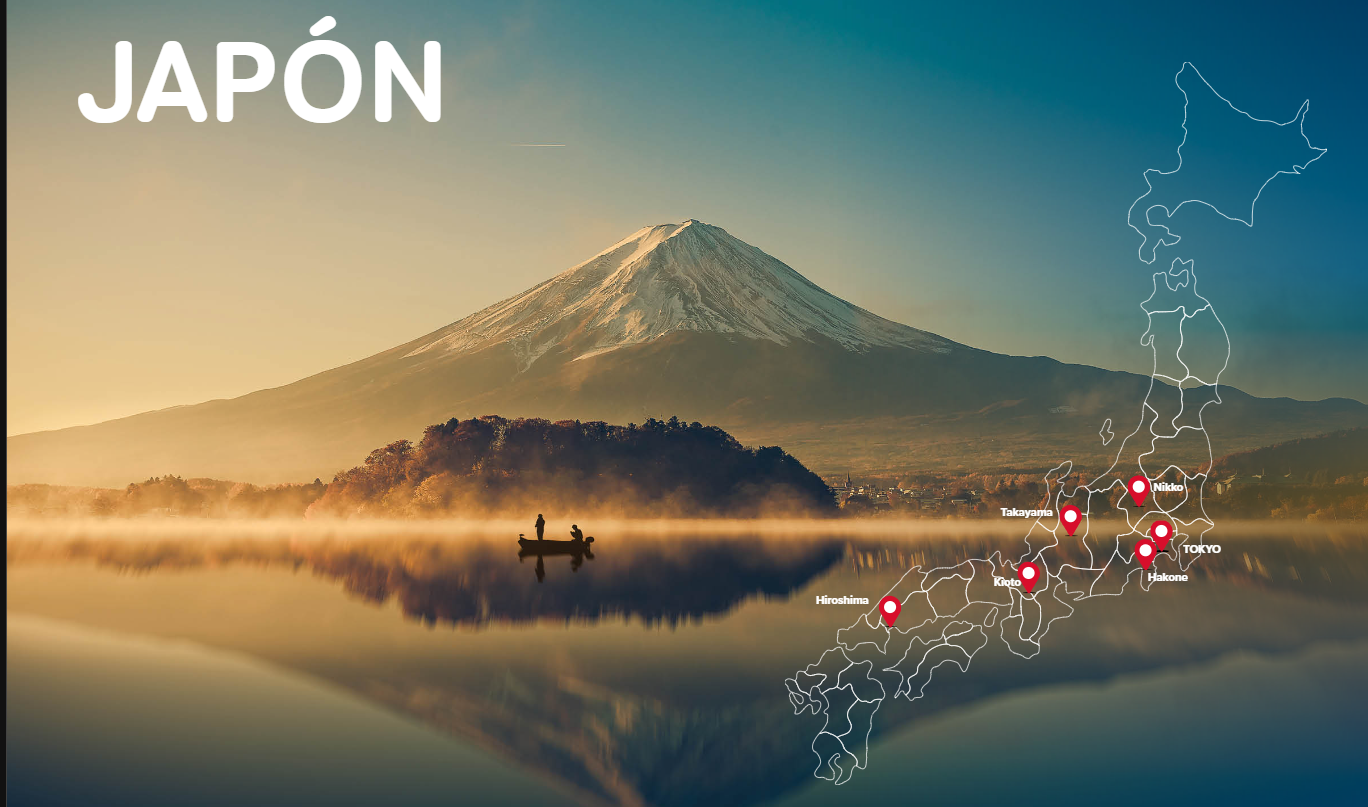 JAPÓN
Nikko
Takayama
TOKYO
Kioto
Hakone
Hiroshima